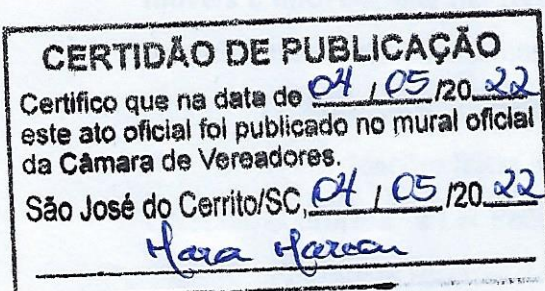 CERTIDÃO DE PUBLICAÇÃO
Certifico que na data de 04 / 05 /20 22
este ato oficial foi publicado no mural oficial
da Câmara de Vereadores.
São José do Cerrito/SC, 04 / 05 /20 22
Mara